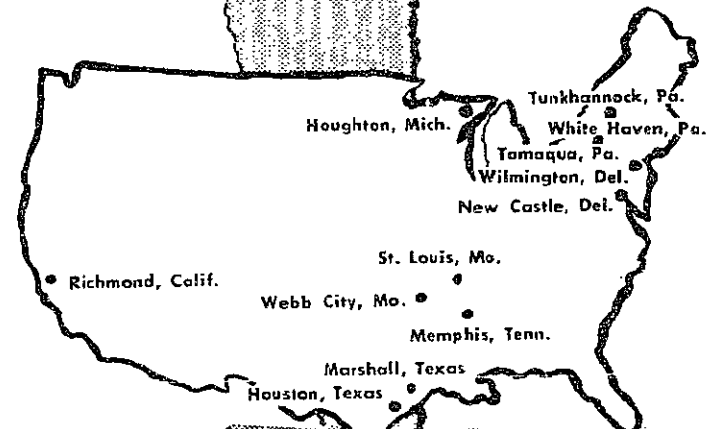 Tunkhannock, Pa.
Houghton, Mich.
White Haven, Pa.
Tamaqua, Pa.
Wilmington, Del.
New Castle, Del.
St. Louis, Mo.
Richmond, Calif.
Webb City, Mo.
Memphis, Tenn.
Marshall, Texas
Houston, Texas